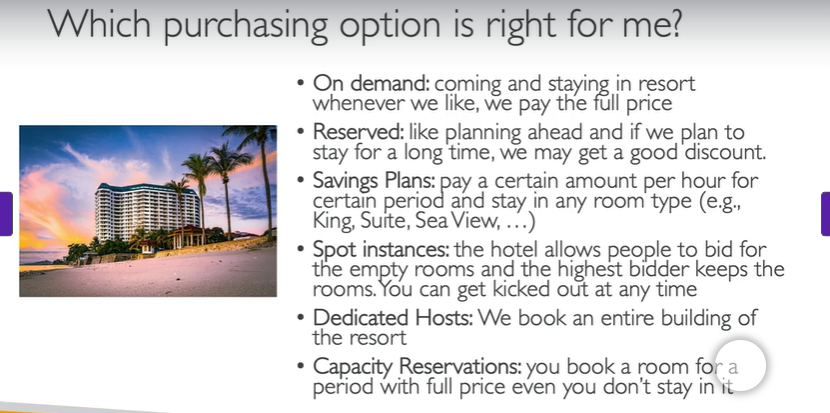 Which purchasing option is right for me?
• On demand: coming and staying in resort
whenever we like, we pay the full price
• Reserved: like planning ahead and if we plan to
stay for a long time, we may get a good discount.
• Savings Plans: pay a certain amount per hour for
certain period and stay in any room type (e.g.,
King, Suite, Sea View, …)
• Spot instances: the hotel allows people to bid for
the empty rooms and the highest bidder keeps the
rooms. You can get kicked out at any time
• Dedicated Hosts: We book an entire building of
the resort
• Capacity Reservations: you book a room for a
period with full price even you don't stay in it